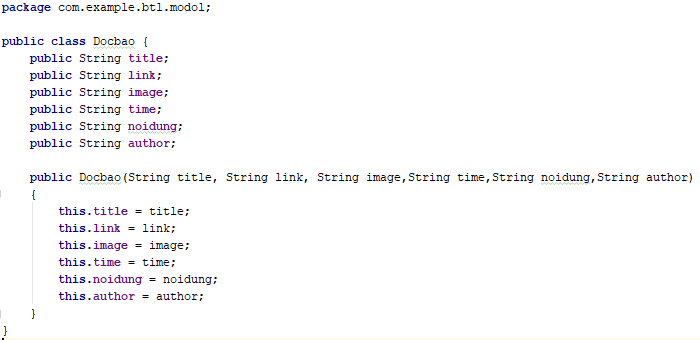 package com.example.btl.modol;
public class Docbao {
public String title;
public String link;
public String image;
public String time;
public String noidung;
public String author;
public Docbao(String title, String link, String image,String time,String noidung,String author)
{
this.title = title;
this.link = link;
this.image = image;
this.time = time;
this.noidung = noidung;
this.author = author;
}
}